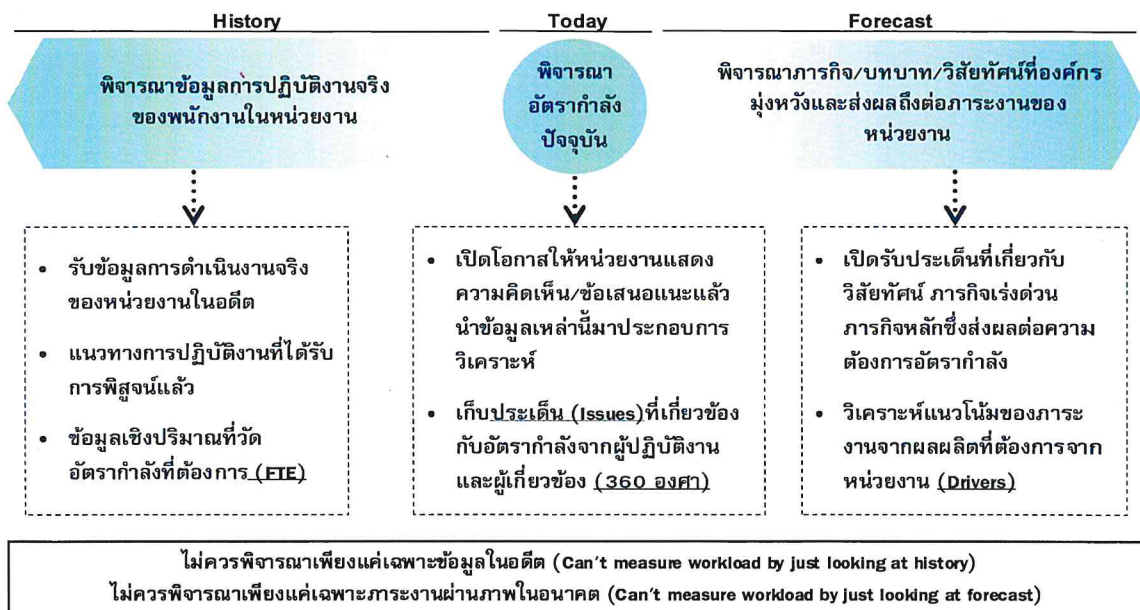 History
พิจารณาข้อมูลการปฏิบัติงานจริง
ของพนักงานในหน่วยงาน
• รับข้อมูลการดำเนินงานจริง
ของหน่วยงานในอดีต
• แนวทางการปฏิบัติงานที่ได้รับ
การพิสูจน์แล้ว
• ข้อมูลเชิงปริมาณที่วัด
อัตรากำลังที่ต้องการ (FTE)
Today
พิจารณา
อัตรากำลัง
ปัจจุบัน
• เปิดโอกาสให้หน่วยงานแสดง
ความคิดเห็น/ข้อเสนอแนะแล้ว
นำข้อมูลเหล่านี้มาประกอบการ
วิเคราะห์
• เก็บประเด็น (Issues)ที่เกี่ยวข้อง
กับอัตรากำลังจากผู้ปฏิบัติงาน
และผู้เกี่ยวข้อง (360 องศา)
Forecast
พิจารณาภารกิจ/บทบาท/วิสัยทัศน์ที่องค์กร
มุ่งหวังและส่งผลถึงต่อภาระงานของ
หน่วยงาน
• เปิดรับประเด็นที่เกี่ยวกับ
วิสัยทัศน์ ภารกิจเร่งด่วน
ภารกิจหลักซึ่งส่งผลต่อความ
ต้องการอัตรากำลัง
• วิเคราะห์แนวโน้มของภาระ
งานจากผลผลิตที่ต้องการจาก
หน่วยงาน (Drivers)
ไม่ควรพิจารณาเพียงแค่เฉพาะข้อมูลในอดีต (Can't measure workload by just looking at history)
ไม่ควรพิจารณาเพียงแค่เฉพาะภาระงานผ่านภาพในอนาคต (Can't measure workload by just looking at forecast)